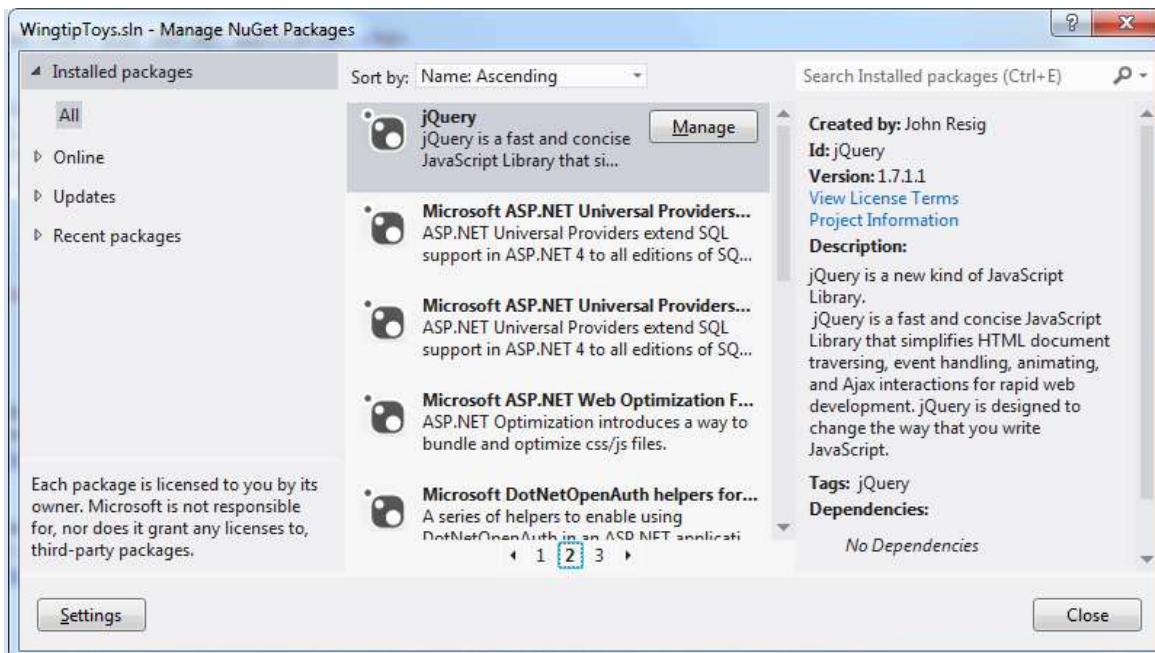 WingtipToys.sln - Manage NuGet Packages
Installed packages
All
Online
Updates
Recent packages
Each package is licensed to you by its
owner. Microsoft is not responsible
for, nor does it grant any licenses to,
third-party packages.
Sort by: Name: Ascending
jQuery
jQuery is a fast and concise
JavaScript Library that si...
Manage
Microsoft ASP.NET Universal Providers...
ASP.NET Universal Providers extend SQL
support in ASP.NET 4 to all editions of SQ...
Microsoft ASP.NET Universal Providers...
ASP.NET Universal Providers extend SQL
support in ASP.NET 4 to all editions of SQ...
Microsoft ASP.NET Web Optimization F...
ASP.NET Optimization introduces a way to
bundle and optimize css/js files.
Microsoft DotNetOpenAuth helpers for...
A series of helpers to enable using
DotNetOpenAuth in an ASP.NET applicati...
1 2 3
Search Installed packages (Ctrl+E)
Created by: John Resig
Id: jQuery
Version: 1.7.1.1
View License Terms
Project Information
Description:
jQuery is a new kind of JavaScript
Library.
jQuery is a fast and concise JavaScript
Library that simplifies HTML document
traversing, event handling, animating,
and Ajax interactions for rapid web
development. jQuery is designed to
change the way that you write
JavaScript.
Tags: jQuery
Dependencies:
No Dependencies
Settings
Close